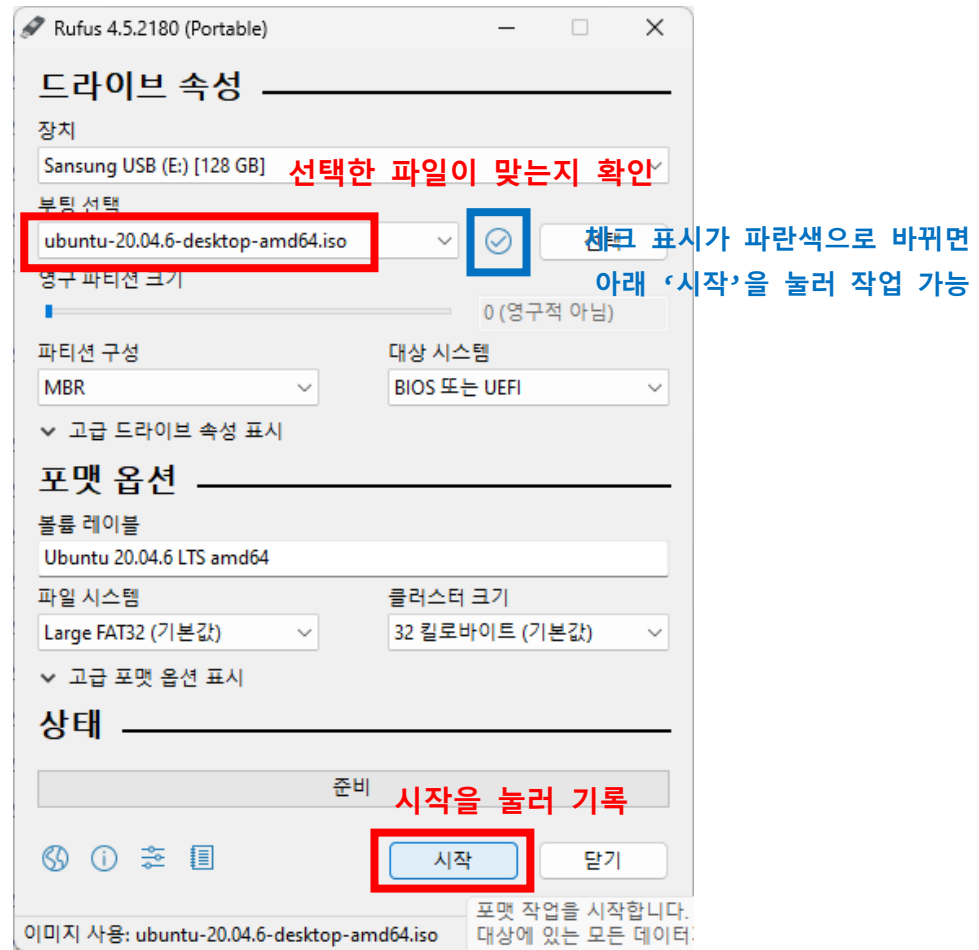 Rufus 4.5.2180 (Portable)
드라이브 속성
장치
Sansung USB (E:) [128 GB]
선택한 파일이 맞는지 확인
부팅 선택
ubuntu-20.04.6-desktop-amd64.iso
선택
체크 표시가 파란색으로 바뀌면
아래 ‘시작’을 눌러 작업 가능
영구 파티션 크기
0 (영구적 아님)
파티션 구성
대상 시스템
MBR
BIOS 또는 UEFI
고급 드라이브 속성 표시
포맷 옵션
볼륨 레이블
Ubuntu 20.04.6 LTS amd64
파일 시스템
클러스터 크기
Large FAT32 (기본값)
32 킬로바이트 (기본값)
고급 포맷 옵션 표시
상태
준비
시작을 눌러 기록
시작
닫기
포맷 작업을 시작합니다.
이미지 사용: ubuntu-20.04.6-desktop-amd64.iso
대상에 있는 모든 데이터